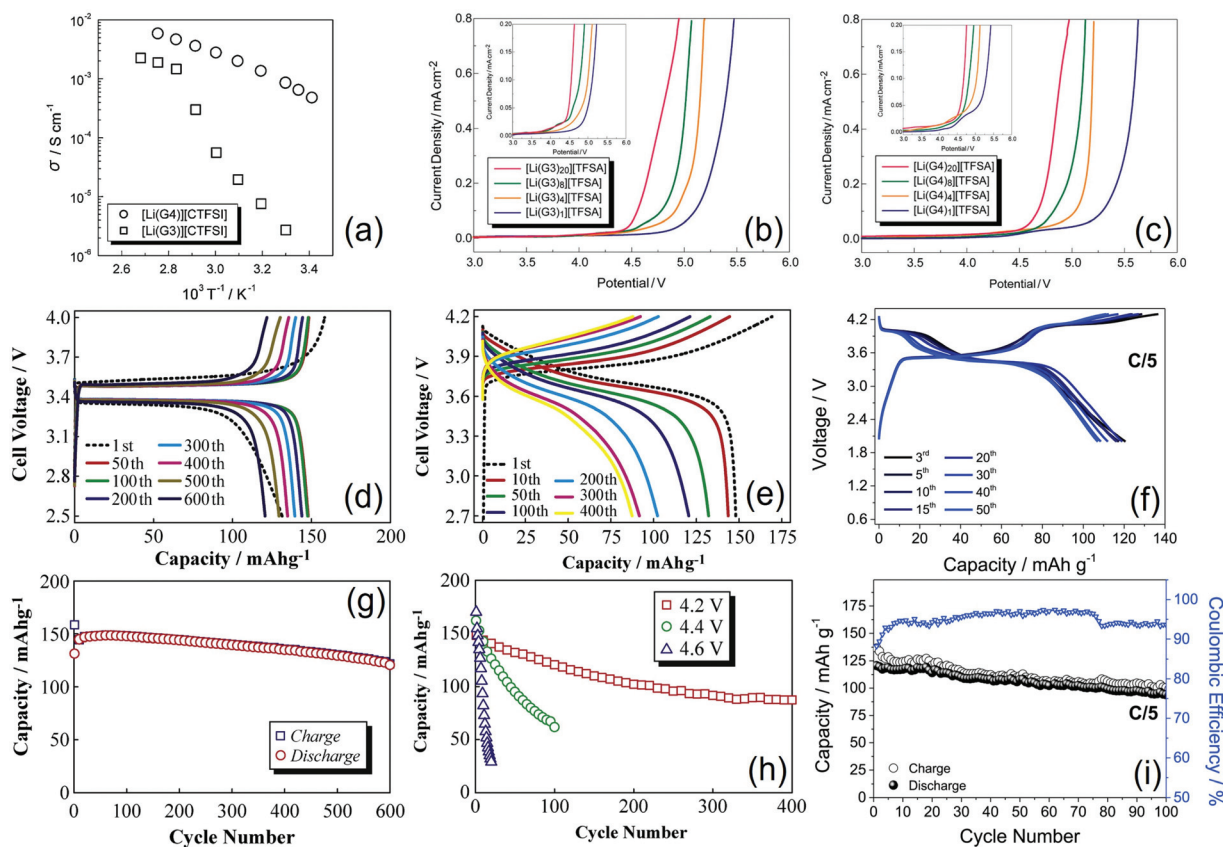 10⁻²
10⁻³
10⁻⁴
10⁻⁵
10⁻⁶
σ / S cm⁻¹
[Li(G4)][CTFSI]
[Li(G3)][CTFSI]
(a)
2.6 2.8 3.0 3.2 3.4
10³ T⁻¹ / K⁻¹
0.8
0.6
0.4
0.2
0.0
Current Density / mA cm⁻²
0.20
0.15
0.10
0.05
0.00
Current Density / mA cm⁻²
3.0 3.5 4.0 4.5 5.0 5.5 6.0
Potential / V
[Li(G3)₂₀][TFSA]
[Li(G3)₈][TFSA]
[Li(G3)₄][TFSA]
[Li(G3)₁][TFSA]
(b)
3.0 3.5 4.0 4.5 5.0 5.5 6.0
Potential / V
0.8
0.6
0.4
0.2
0.0
Current Density / mA cm⁻²
0.20
0.15
0.10
0.05
0.00
Current Density / mA cm⁻²
3.0 3.5 4.0 4.5 5.0 5.5 6.0
Potential / V
[Li(G4)₂₀][TFSA]
[Li(G4)₈][TFSA]
[Li(G4)₄][TFSA]
[Li(G4)₁][TFSA]
(c)
3.0 3.5 4.0 4.5 5.0 5.5 6.0
Potential / V
4.0
3.7
3.4
3.1
2.8
2.5
Cell Voltage / V
1 st 300th
50th 400th
100th 500th
200th 600th
(d)
0 50 100 150 200
Capacity / mAhg⁻¹
4.2
3.9
3.6
3.3
3.0
2.7
Cell Voltage / V
1st
10th 200th
50th 300th
100th 400th
(e)
0 25 50 75 100 125 150 175
Capacity / mAhg⁻¹
4.2
3.6
3.0
2.4
1.8
1.2
0.6
Voltage / V
C/5
3ʳᵈ 20ᵗʰ
5ᵗʰ 30ᵗʰ
10ᵗʰ 40ᵗʰ
15ᵗʰ 50ᵗʰ
(f)
0 20 40 60 80 100 120 140
Capacity / mAh g⁻¹
200
150
100
50
0
Capacity / mAhg⁻¹
(g)
Charge
Discharge
0 100 200 300 400 500 600
Cycle Number
200
150
100
50
0
Capacity / mAhg⁻¹
4.2 V
4.4 V
4.6 V
(h)
0 100 200 300 400
Cycle Number
175
150
125
100
75
50
25
0
Capacity / mAh g⁻¹
C/5
Charge
Discharge
(i)
0 10 20 30 40 50 60 70 80 90 100
Cycle Number
100
95
90
85
80
75
70
65
60
55
50
Coulombic Efficiency / %